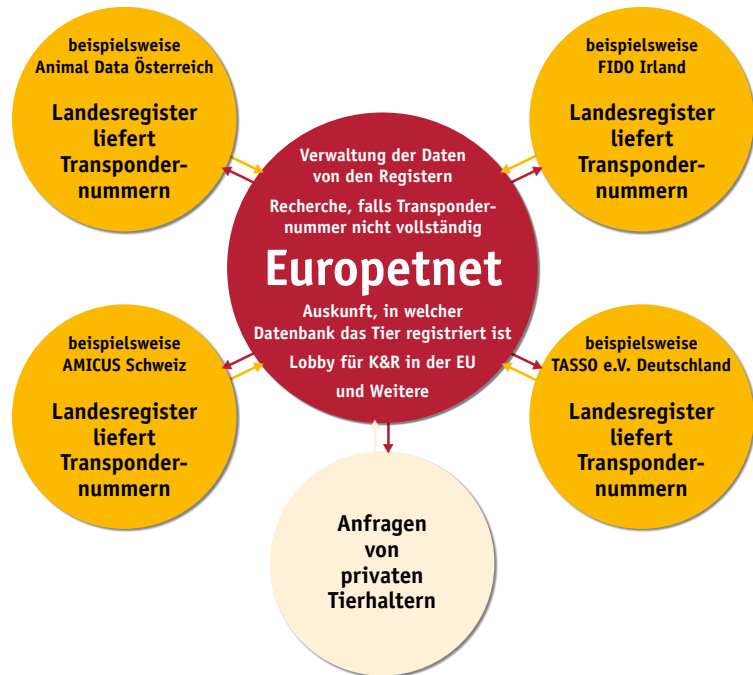 beispielsweise
Animal Data Österreich
Landesregister
liefert
Transponder-
nummern
beispielsweise
FIDO Irland
Landesregister
liefert
Transponder-
nummern
Verwaltung der Daten
von den Registern
Recherche, falls Transponder-
nummer nicht vollständig
Europetnet
Auskunft, in welcher
Datenbank das Tier registriert ist
Lobby für K&R in der EU
und Weitere
beispielsweise
AMICUS Schweiz
Landesregister
liefert
Transponder-
nummern
beispielsweise
TASSO e.V. Deutschland
Landesregister
liefert
Transponder-
nummern
Anfragen
von
privaten
Tierhaltern